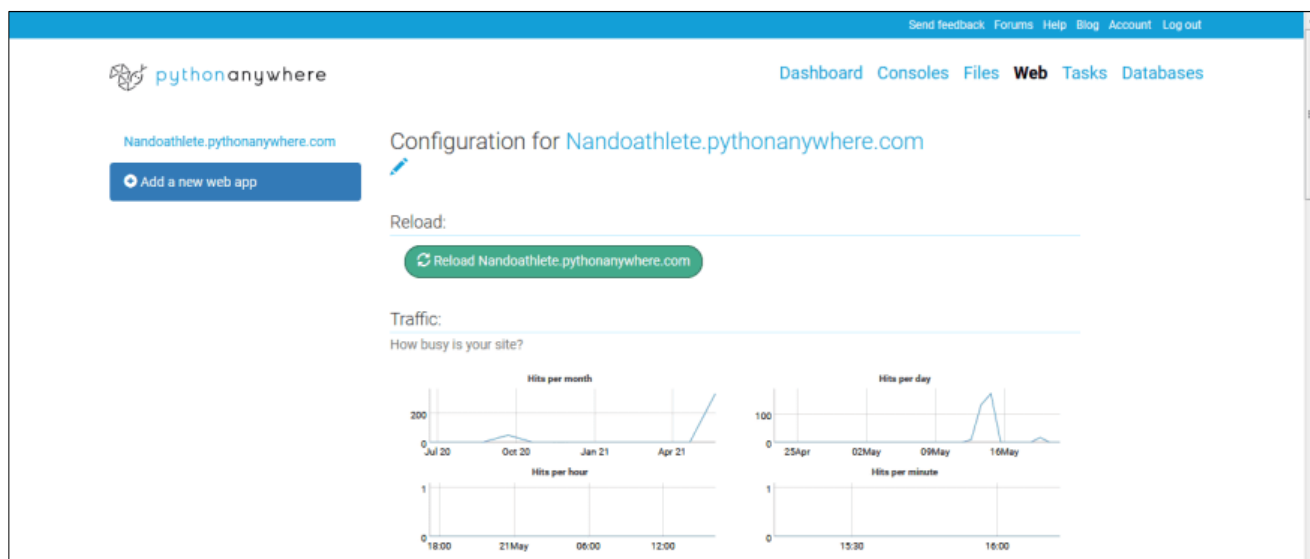 Send feedback Forums Help Blog Account Log out
pythonanywhere
Dashboard Consoles Files Web Tasks Databases
Nandoathlete.pythonanywhere.com
Add a new web app
Configuration for Nandoathlete.pythonanywhere.com
Reload:
Reload Nandoathlete.pythonanywhere.com
Traffic:
How busy is your site?
Hits per month
200
0
Jul 20 Oct 20 Jan 21 Apr 21
Hits per day
100
0
25Apr 02May 09May 16May
Hits per hour
1
0
18:00 21May 06:00 12:00
Hits per minute
1
0
15:30 16:00